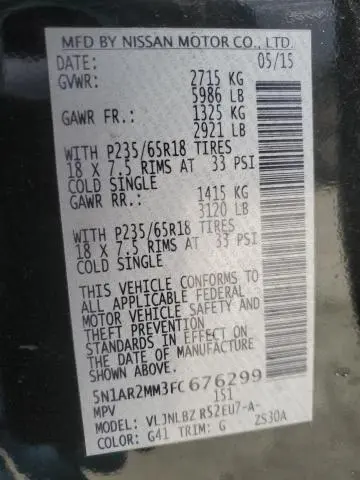 MFD BY NISSAN MOTOR CO., LTD.
DATE: 05/15
GVWR: 2715 KG
5986 LB
GAWR FR.: 1325 KG
2921 LB
WITH P235/65R18 TIRES
18 X 7.5 RIMS AT 33 PSI
COLD SINGLE
GAWR RR.: 1415 KG
3120 LB
WITH P235/65R18 TIRES
18 X 7.5 RIMS AT 33 PSI
COLD SINGLE
THIS VEHICLE CONFORMS TO
ALL APPLICABLE FEDERAL
MOTOR VEHICLE SAFETY AND
THEFT PREVENTION
STANDARDS IN EFFECT ON
THE DATE OF MANUFACTURE
SHOWN ABOVE.
5N1AR2MM3FC676299
MPV 151
MODEL: VLJNLBZ R52EU7-A-
COLOR: G41 TRIM: G ZS30A